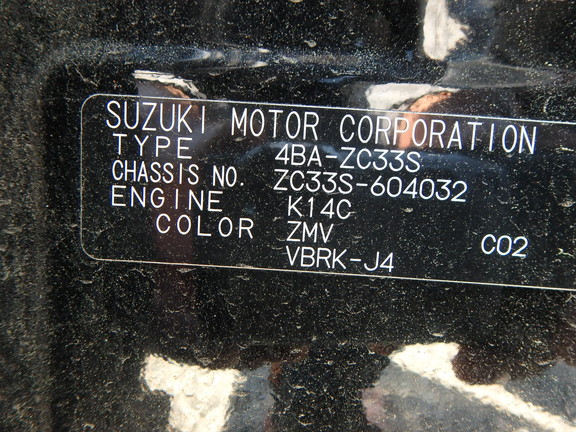 SUZUKI MOTOR CORPORATION
TYPE 4BA-ZC33S
CHASSIS NO. ZC33S-604032
ENGINE K14C
COLOR ZMV C02
VBRK-J4